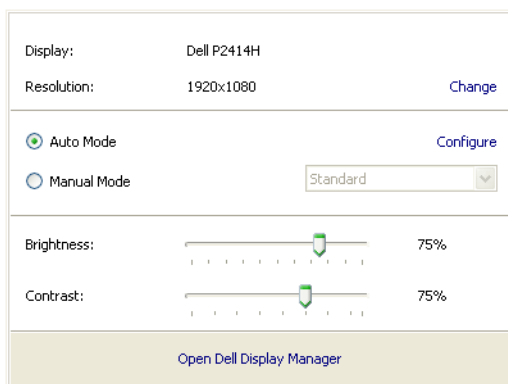 Display: Dell P2414H
Resolution: 1920x1080 Change
Auto Mode Configure
Manual Mode Standard
Brightness: 75%
Contrast: 75%
Open Dell Display Manager